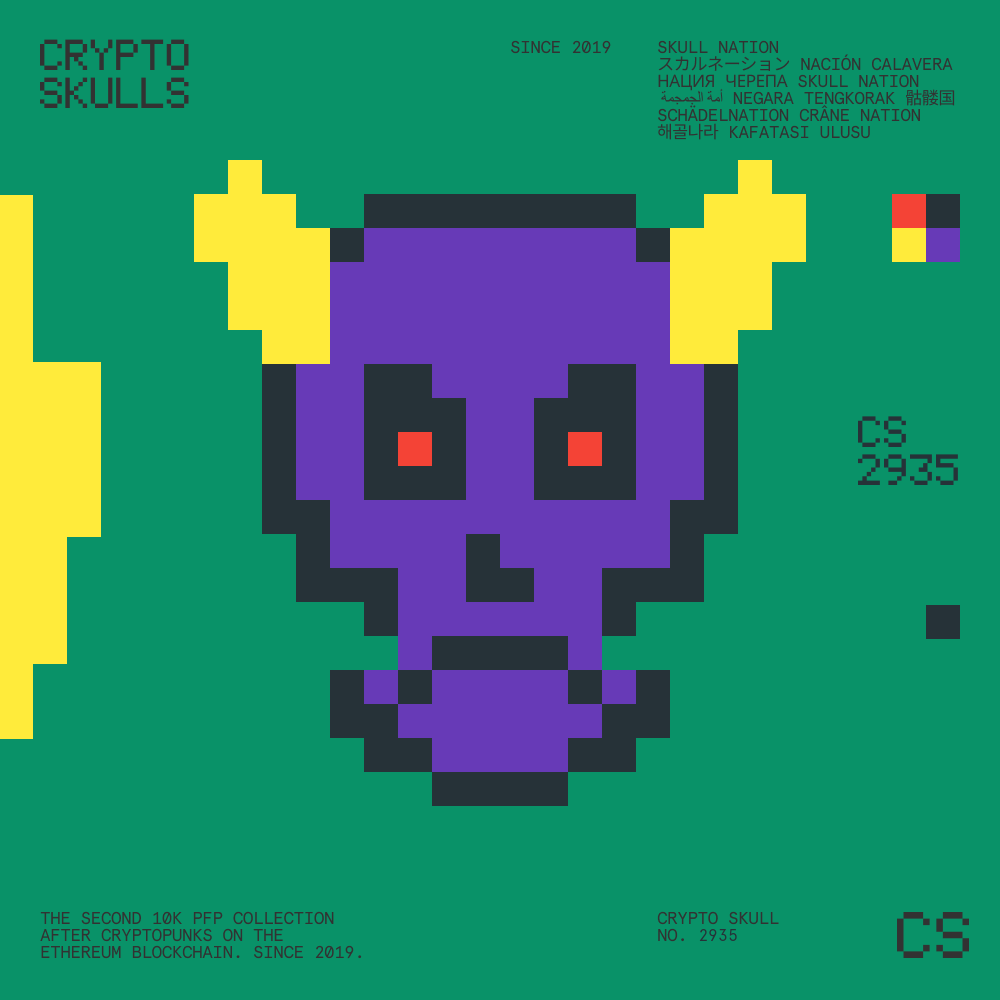 CRYPTO
SKULLS
SINCE 2019
SKULL NATION
スカルネーション NACIÓN CALAVERA
НАЦИЯ ЧЕРЕПА SKULL NATION
أمة الجمجمة NEGARA TENGKORAK 骷髅国
SCHÄDELNATION CRÂNE NATION
해골나라 KAFATASI ULUSU
CS
2935
THE SECOND 10K PFP COLLECTION
AFTER CRYPTOPUNKS ON THE
ETHEREUM BLOCKCHAIN. SINCE 2019.
CRYPTO SKULL
NO. 2935
CS